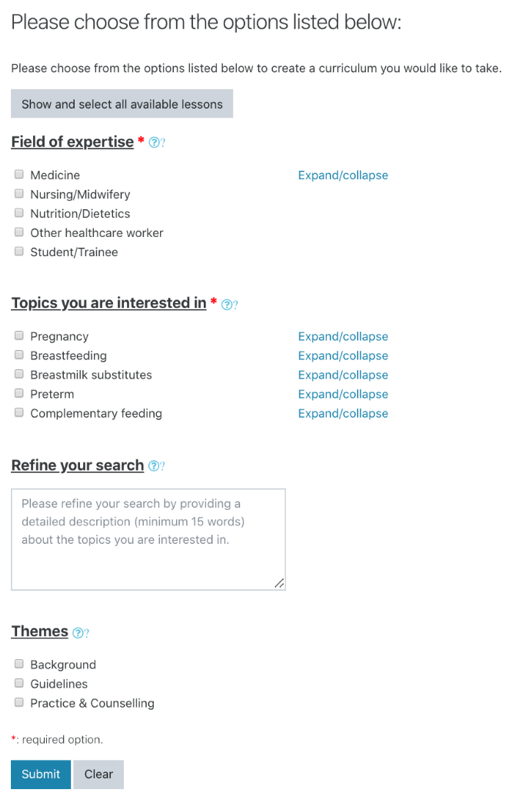 Please choose from the options listed below:
Please choose from the options listed below to create a curriculum you would like to take.
Show and select all available lessons
Field of expertise * ??
Medicine Expand/collapse
Nursing/Midwifery
Nutrition/Dietetics
Other healthcare worker
Student/Trainee
Topics you are interested in * ??
Pregnancy Expand/collapse
Breastfeeding Expand/collapse
Breastmilk substitutes Expand/collapse
Preterm Expand/collapse
Complementary feeding Expand/collapse
Refine your search ??
Please refine your search by providing a
detailed description (minimum 15 words)
about the topics you are interested in.
Themes ??
Background
Guidelines
Practice & Counselling
*: required option.
Submit Clear